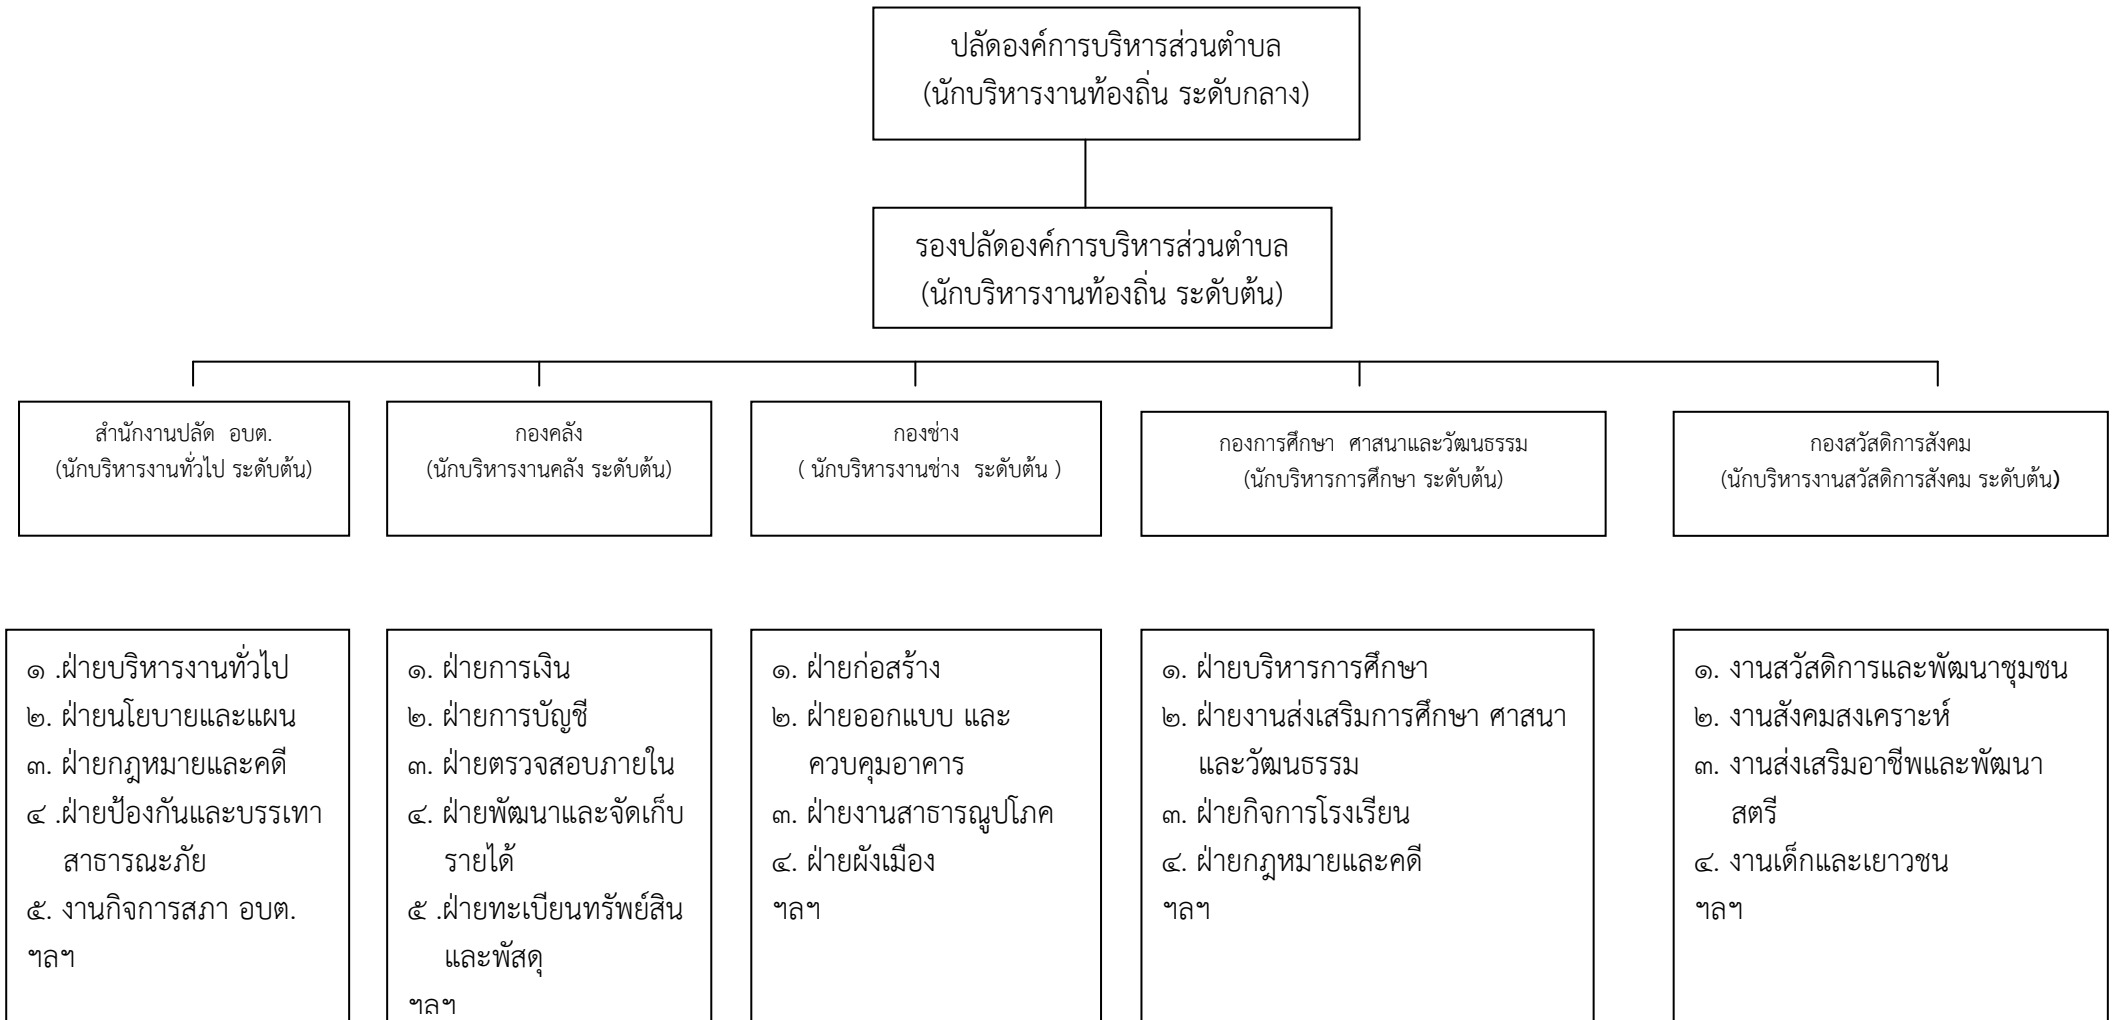 ปลัดองค์การบริหารส่วนตำบล
(นักบริหารงานท้องถิ่น ระดับกลาง)
รองปลัดองค์การบริหารส่วนตำบล
(นักบริหารงานท้องถิ่น ระดับต้น)
สำนักงานปลัด อบต.
(นักบริหารงานทั่วไป ระดับต้น)
กองคลัง
(นักบริหารงานคลัง ระดับต้น)
กองช่าง
( นักบริหารงานช่าง ระดับต้น )
กองการศึกษา ศาสนาและวัฒนธรรม
(นักบริหารการศึกษา ระดับต้น)
กองสวัสดิการสังคม
(นักบริหารงานสวัสดิการสังคม ระดับต้น)
๑ .ฝ่ายบริหารงานทั่วไป
๒. ฝ่ายนโยบายและแผน
๓. ฝ่ายกฎหมายและคดี
๔ .ฝ่ายป้องกันและบรรเทา
สาธารณะภัย
๕. งานกิจการสภา อบต.
ฯลฯ
๑. ฝ่ายการเงิน
๒. ฝ่ายการบัญชี
๓. ฝ่ายตรวจสอบภายใน
๔. ฝ่ายพัฒนาและจัดเก็บ
รายได้
๕ .ฝ่ายทะเบียนทรัพย์สิน
และพัสดุ
ฯลฯ
๑. ฝ่ายก่อสร้าง
๒. ฝ่ายออกแบบ และ
ควบคุมอาคาร
๓. ฝ่ายงานสาธารณูปโภค
๔. ฝ่ายผังเมือง
ฯลฯ
๑. ฝ่ายบริหารการศึกษา
๒. ฝ่ายงานส่งเสริมการศึกษา ศาสนา
และวัฒนธรรม
๓. ฝ่ายกิจการโรงเรียน
๔. ฝ่ายกฎหมายและคดี
ฯลฯ
๑. งานสวัสดิการและพัฒนาชุมชน
๒. งานสังคมสงเคราะห์
๓. งานส่งเสริมอาชีพและพัฒนา
สตรี
๔. งานเด็กและเยาวชน
ฯลฯ